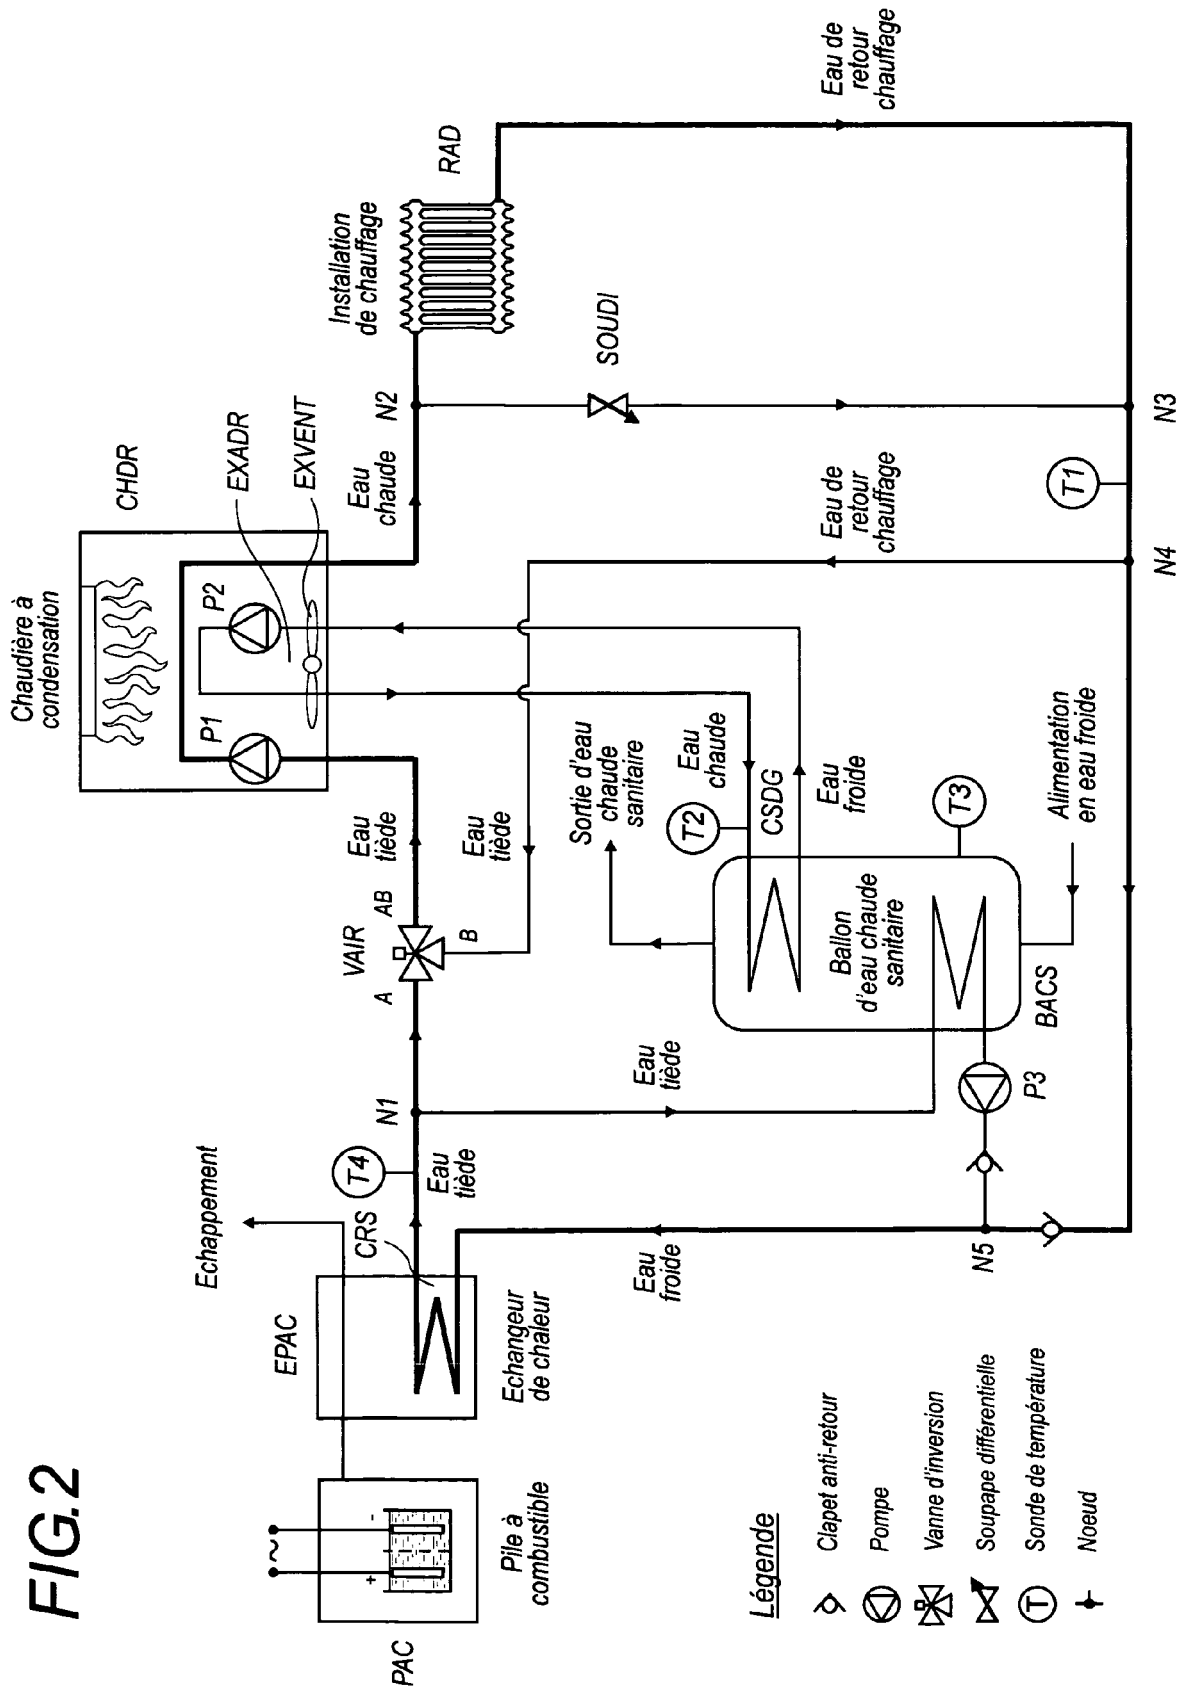 FIG.2
Chaudière à
condensation
CHDR
P1
P2
EXADR
EXVENT
Echappement
EPAC
CRS
T4
Eau
tiède
N1
VAIR
A
AB
B
Eau
tiède
Eau
tiède
Eau
chaude
N2
Installation
de chauffage
RAD
PAC
+
-
~
Pile à
combustible
Echangeur
de chaleur
Eau
froide
Eau
tiède
Sortie d'eau
chaude
sanitaire
T2
Eau
chaude
CSDG
Eau
froide
SOUDI
Eau de
retour
chauffage
Eau de
retour
chauffage
Ballon
d'eau chaude
sanitaire
T3
BACS
P3
Alimentation
en eau froide
T1
N5
N4
N3
Légende
Clapet anti-retour
Pompe
Vanne d'inversion
Soupape différentielle
T
Sonde de température
Noeud